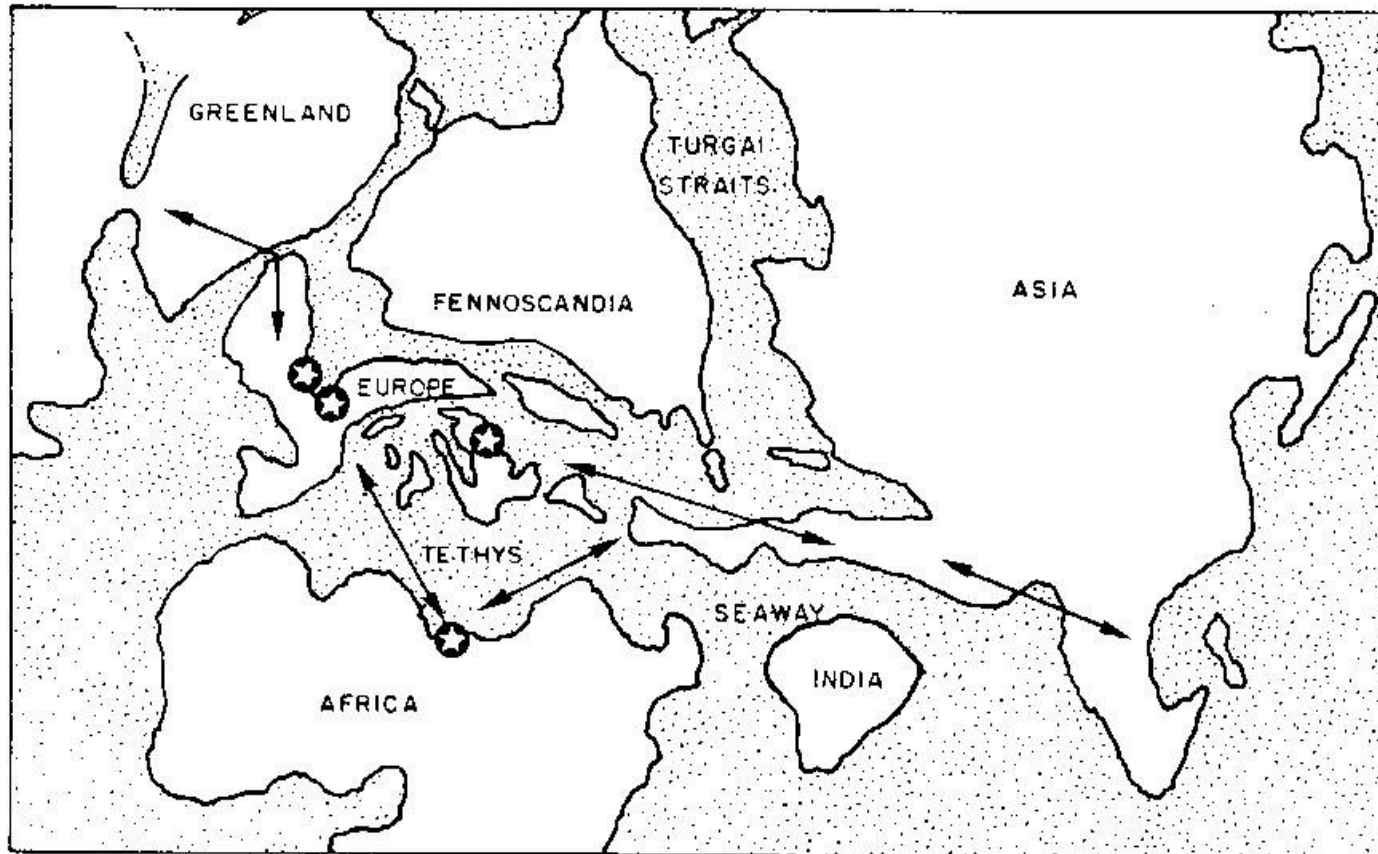 GREENLAND
TURGAI
STRAITS
ASIA
FENNOSCANDIA
EUROPE
TETHYS
SEAWAY
INDIA
AFRICA